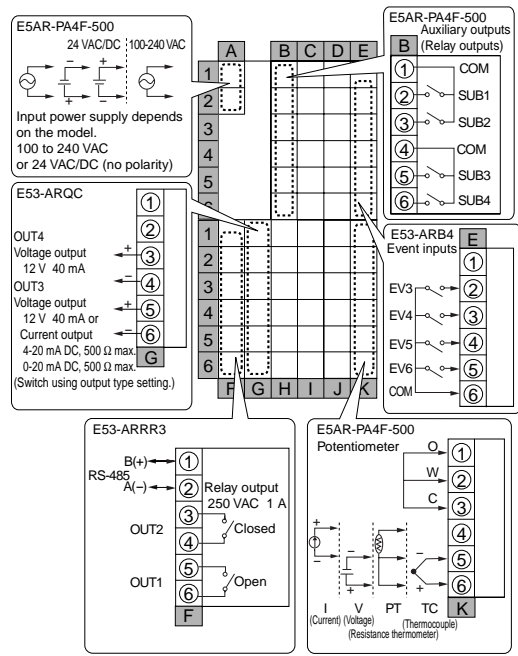 E5AR-PA4F-500
24 VAC/DC 100-240 VAC
Input power supply depends
on the model.
100 to 240 VAC
or 24 VAC/DC (no polarity)
A B C D E
1
2
3
4
5
6
1
2
3
4
5
6
F G H I J K
E5AR-PA4F-500
Auxiliary outputs
(Relay outputs)
B
1 COM
2 SUB1
3 SUB2
4 COM
5 SUB3
6 SUB4
E53-ARQC
1
2
OUT4
Voltage output
12 V 40 mA
+ 3
OUT3
− 4
Voltage output
12 V 40 mA or
+ 5
Current output
− 6
4-20 mA DC, 500 Ω max.
0-20 mA DC, 500 Ω max.
(Switch using output type setting.)
G
E53-ARB4
Event inputs
E
1
EV3 2
EV4 3
EV5 4
EV6 5
COM 6
E53-ARRR3
B(+) 1
RS-485
A(−) 2
Relay output
250 VAC 1 A
3
OUT2 Closed
4
5
OUT1 Open
6
F
E5AR-PA4F-500
Potentiometer
O 1
W 2
C 3
4
5
6
+ − − + − +
I V PT TC
(Current) (Voltage) (Thermocouple)
(Resistance thermometer)
K